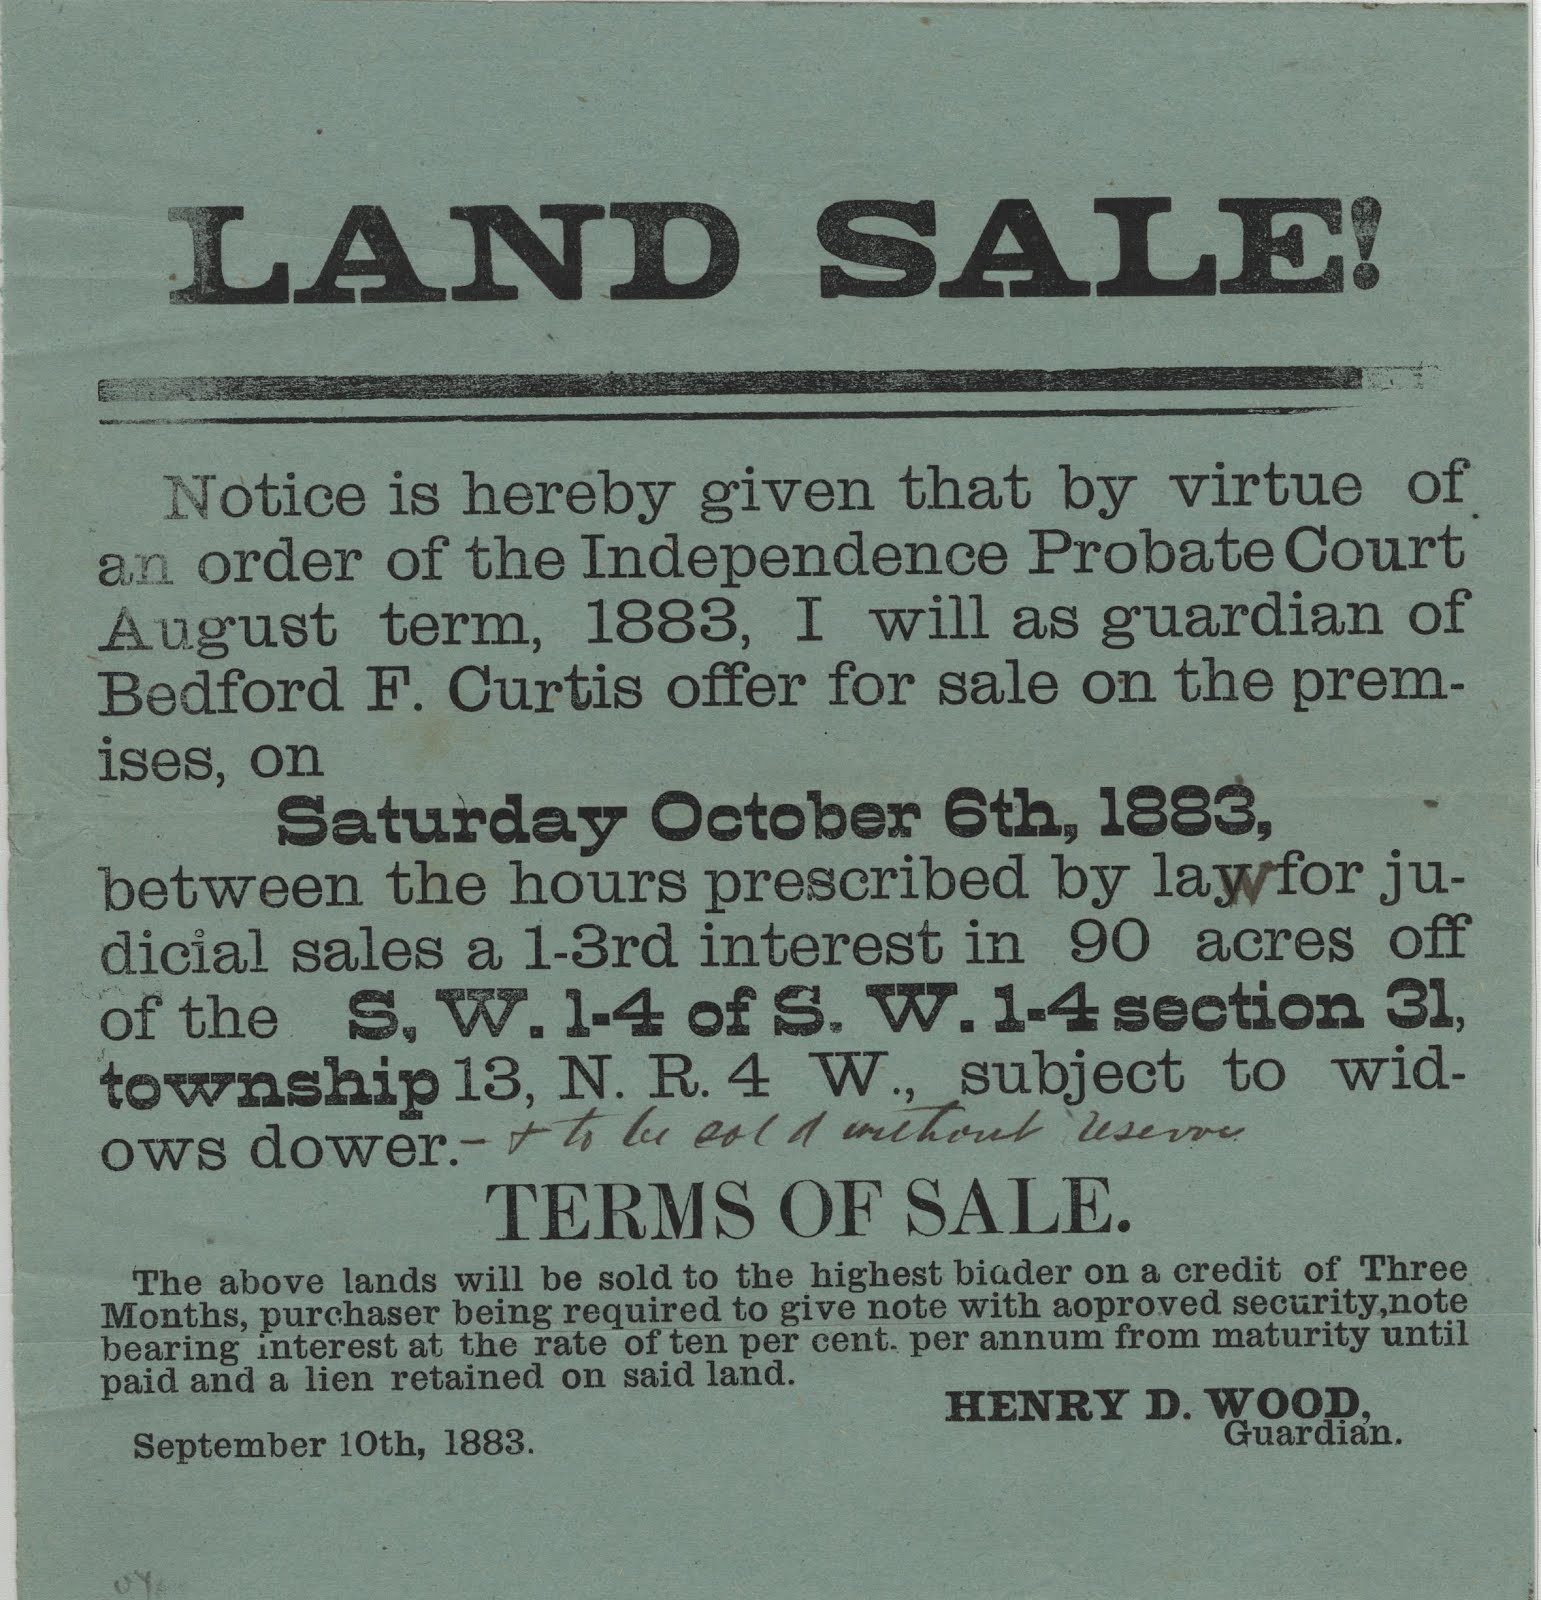 LAND SALE!
Notice is hereby given that by virtue of
an order of the Independence Probate Court
August term, 1883, I will as guardian of
Bedford F. Curtis offer for sale on the prem-
ises, on
Saturday October 6th, 1883,
between the hours prescribed by law for ju-
dicial sales a 1-3rd interest in 90 acres off
of the S. W. 1-4 of S. W. 1-4 section 31,
township 13, N. R. 4 W., subject to wid-
ows dower. - + to be sold without reserve
TERMS OF SALE.
The above lands will be sold to the highest bidder on a credit of Three
Months, purchaser being required to give note with aoproved security,note
bearing interest at the rate of ten per cent. per annum from maturity until
paid and a lien retained on said land.
HENRY D. WOOD,
Guardian.
September 10th, 1883.